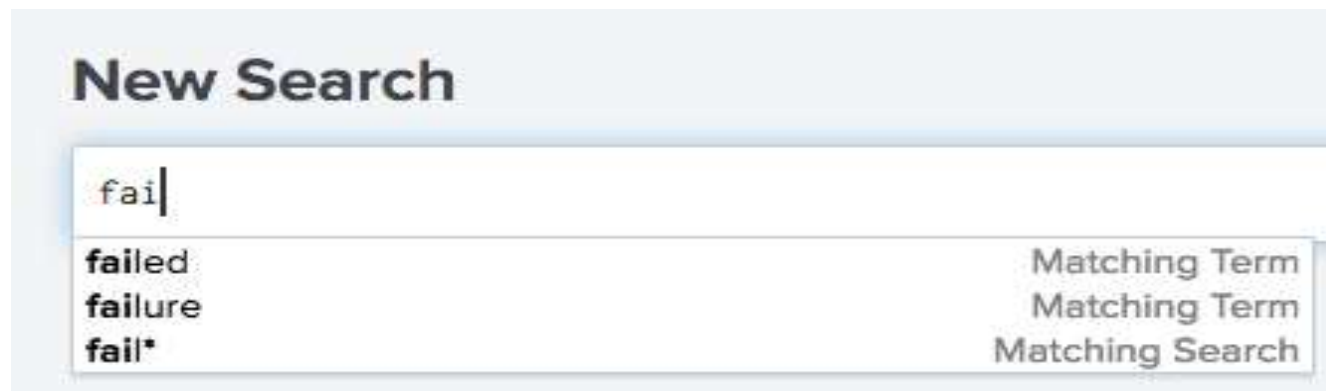 New Search
fai
failed Matching Term
failure Matching Term
fail* Matching Search